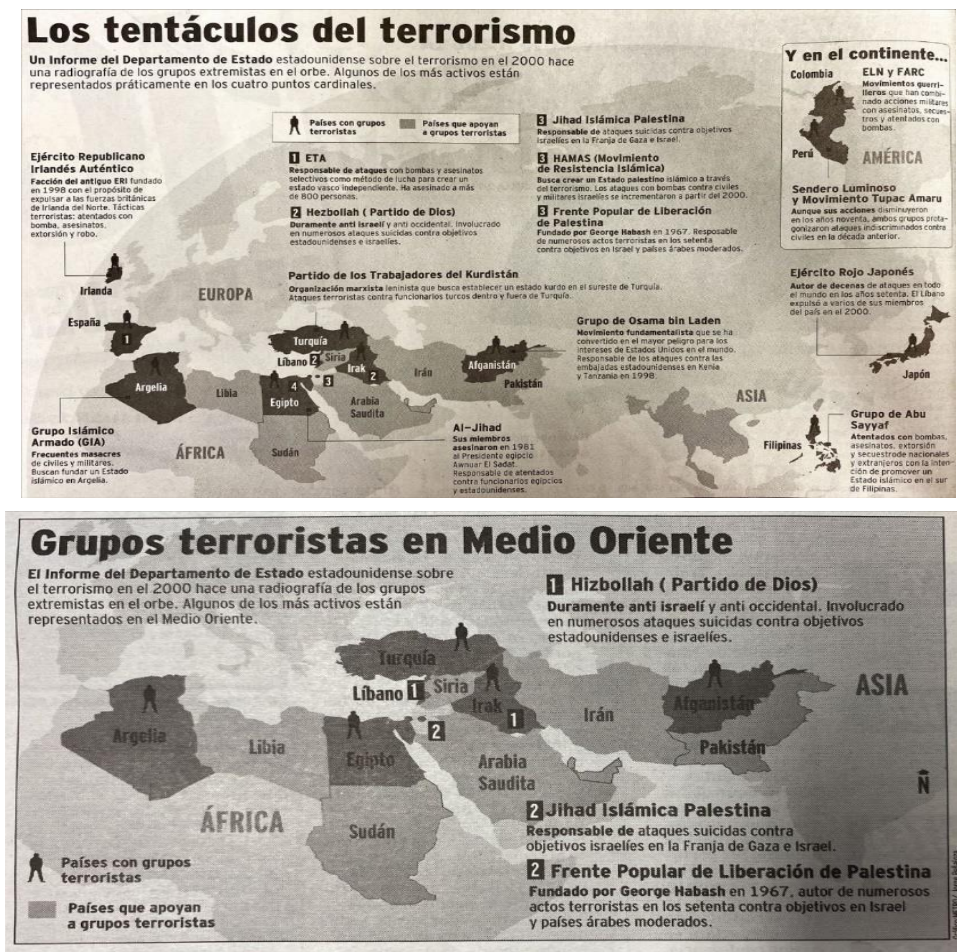 Los tentáculos del terrorismo
Un Informe del Departamento de Estado estadounidense sobre el terrorismo en el 2000 hace
una radiografía de los grupos extremistas en el orbe. Algunos de los más activos están
representados práticamente en los cuatro puntos cardinales.
Países con grupos
terroristas
Países que apoyan
a grupos terroristas
Ejército Republicano
Irlandés Auténtico
Facción del antiguo ERI fundado
en 1998 con el propósito de
expulsar a las fuerzas británicas
de Irlanda del Norte. Tácticas
terroristas: atentados con
bomba, asesinatos,
extorsión y robo.
1 ETA
Responsable de ataques con bombas y asesinatos
selectivos como método de lucha para crear un
estado vasco independente. Ha asesinado a más
de 800 personas.
2 Hezbollah ( Partido de Dios)
Duramente anti israelí y anti occidental. Involucrado
en numerosos ataques suicidas contra objetivos
estadounidenses e israelíes.
3 Jihad Islámica Palestina
Responsable de ataques suicidas contra objetivos
israelíes en la Franja de Gaza e Israel.
3 HAMAS (Movimiento
de Resistencia Islámica)
Busca crear un Estado palestino islámico a través
del terrorismo. Los ataques con bombas contra civiles
y militares israelíes se incrementaron a partir del 2000.
3 Frente Popular de Liberación
de Palestina
Fundado por George Habash en 1967. Resposable
de numerosos actos terroristas en los setenta
contra objetivos en Israel y países árabes moderados.
Y en el continente...
Colombia
ELN y FARC
Movimientos guerri-
lleros que han combi-
nado acciones militares
con asesinatos, secues-
tros y atentados con
bombas.
Perú
AMÉRICA
Sendero Luminoso
y Movimiento Tupac Amaru
Aunque sus acciones disminuyeron
en los años noventa, ambos grupos prota-
gonizaron ataques indiscriminados contra
civiles en la década anterior.
Partido de los Trabajadores del Kurdistán
Organización marxista leninista que busca establecer un estado kurdo en el sureste de Turquía.
Ataques terroristas contra funcionarios turcos dentro y fuera de Turquía.
Ejército Rojo Japonés
Autor de decenas de ataques en todo
el mundo en los años setenta. El Líbano
expulsó a varios de sus miembros
del país en el 2000.
Irlanda
EUROPA
España
1
Turquía
Líbano 2 Siria
Irak
2
Irán
Afganistán
Pakistán
Argelia
Libia
4
Egipto
3
Arabia
Saudita
Sudán
ÁFRICA
ASIA
Japón
Filipinas
Grupo de Osama bin Laden
Movimiento fundamentalista que se ha
convertido en el mayor peligro para los
intereses de Estados Unidos en el mundo.
Responsable de los ataques contra las
embajadas estadounidenses en Kenia
y Tanzania en 1998.
Grupo Islámico
Armado (GIA)
Frecuentes masacres
de civiles y militares.
Buscan fundar un Estado
islámico en Argelia.
Al-Jihad
Sus miembros
asesinaron en 1981
al Presidente egipcio
Awnuar El Sadat.
Responsable de atentados
contra funcionarios egipcios
y estadounidenses.
Grupo de Abu
Sayyaf
Atentados con bombas,
asesinatos, extorsión
y secuestrode nacionales
y extranjeros con la inten-
ción de promover un
Estado islámico en el sur
de Filipinas.
Grupos terroristas en Medio Oriente
El Informe del Departamento de Estado estadounidense sobre
el terrorismo en el 2000 hace una radiografía de los grupos
extremistas en el orbe. Algunos de los más activos están
representados en el Medio Oriente.
1 Hizbollah ( Partido de Dios)
Duramente anti israelí y anti occidental. Involucrado
en numerosos ataques suicidas contra objetivos
estadounidenses e israelíes.
Turquía
Líbano 1 Siria
Irak
1
Irán
Afganistán
Pakistán
ASIA
Argelia
Libia
Egipto
2
Arabia
Saudita
N
ÁFRICA
Sudán
2 Jihad Islámica Palestina
Responsable de ataques suicidas contra
objetivos israelíes en la Franja de Gaza e Israel.
2 Frente Popular de Liberación de Palestina
Fundado por George Habash en 1967, autor de numerosos
actos terroristas en los setenta contra objetivos en Israel
y países árabes moderados.
Países con grupos
terroristas
Países que apoyan
a grupos terroristas